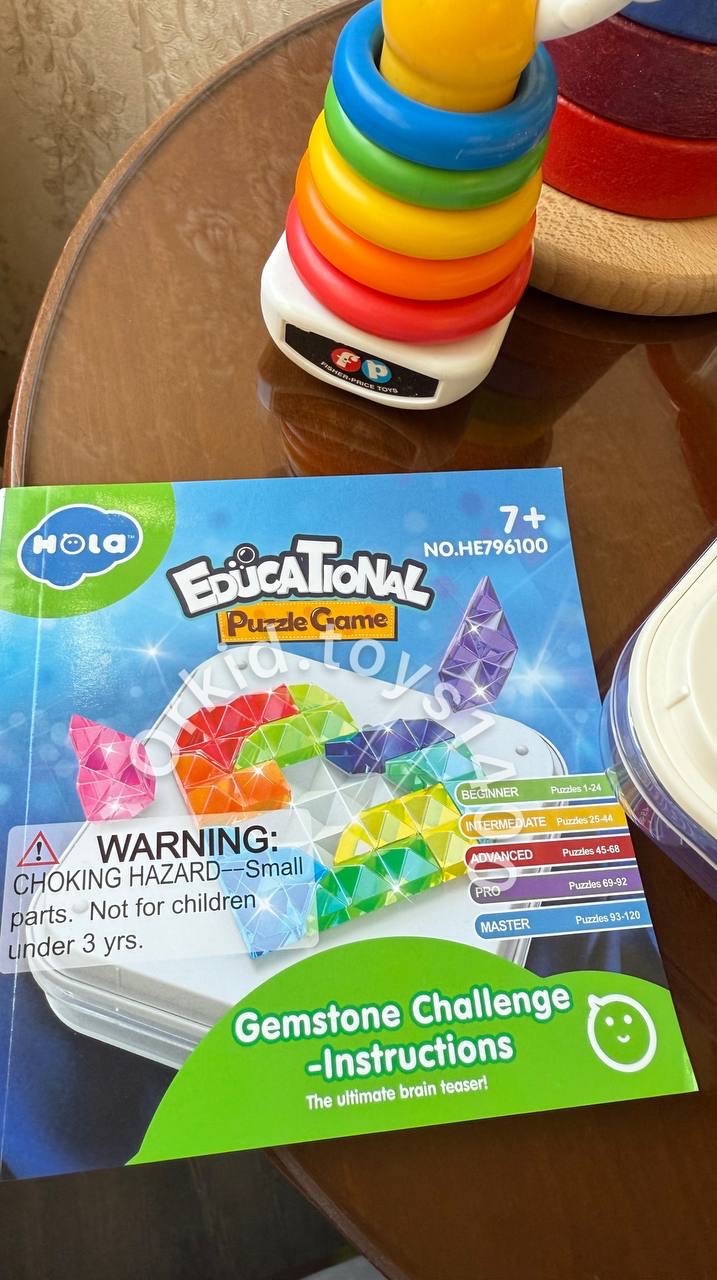 fp
FISHER-PRICE TOYS
HOLA™
7+
NO.HE796100
EDUCATIONAL
Puzzle Game
BEGINNER Puzzles 1-24
INTERMEDIATE Puzzles 25-44
ADVANCED Puzzles 45-68
PRO Puzzles 69-92
MASTER Puzzles 93-120
WARNING:
CHOKING HAZARD--Small
parts. Not for children
under 3 yrs.
Gemstone Challenge
-Instructions
The ultimate brain teaser!